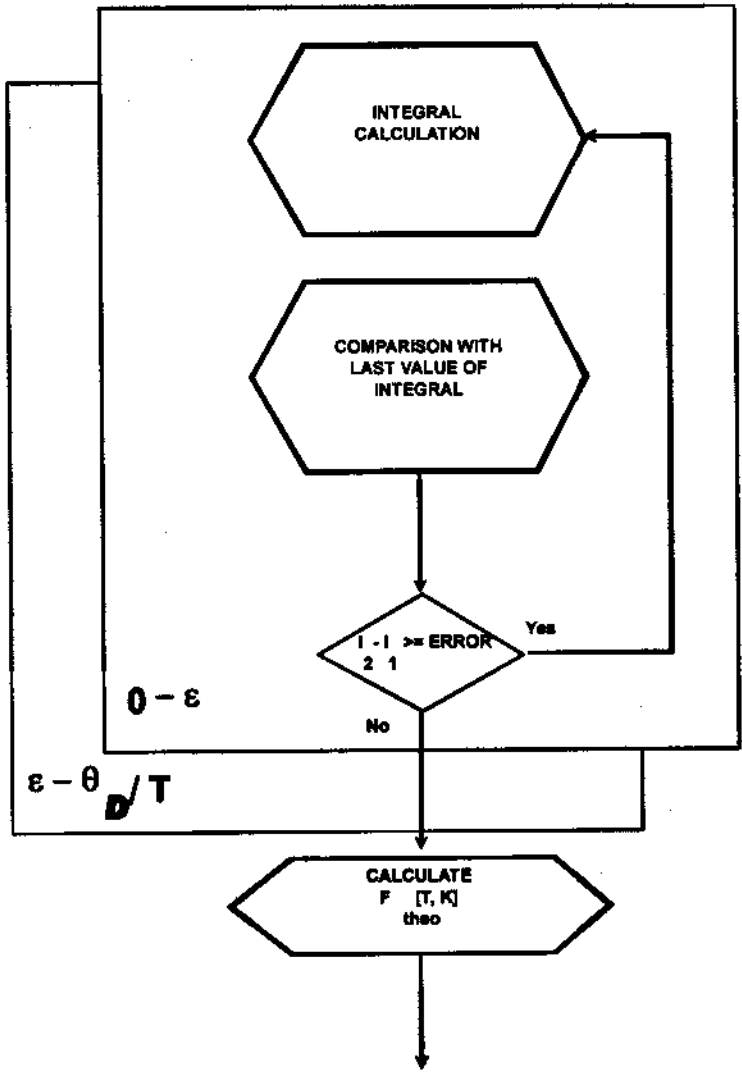 INTEGRAL
CALCULATION
COMPARISON WITH
LAST VALUE OF
INTEGRAL
I - I >= ERROR
2 1
Yes
No
0 - ε
ε - θ D/ T
CALCULATE
F [T, K]
theo